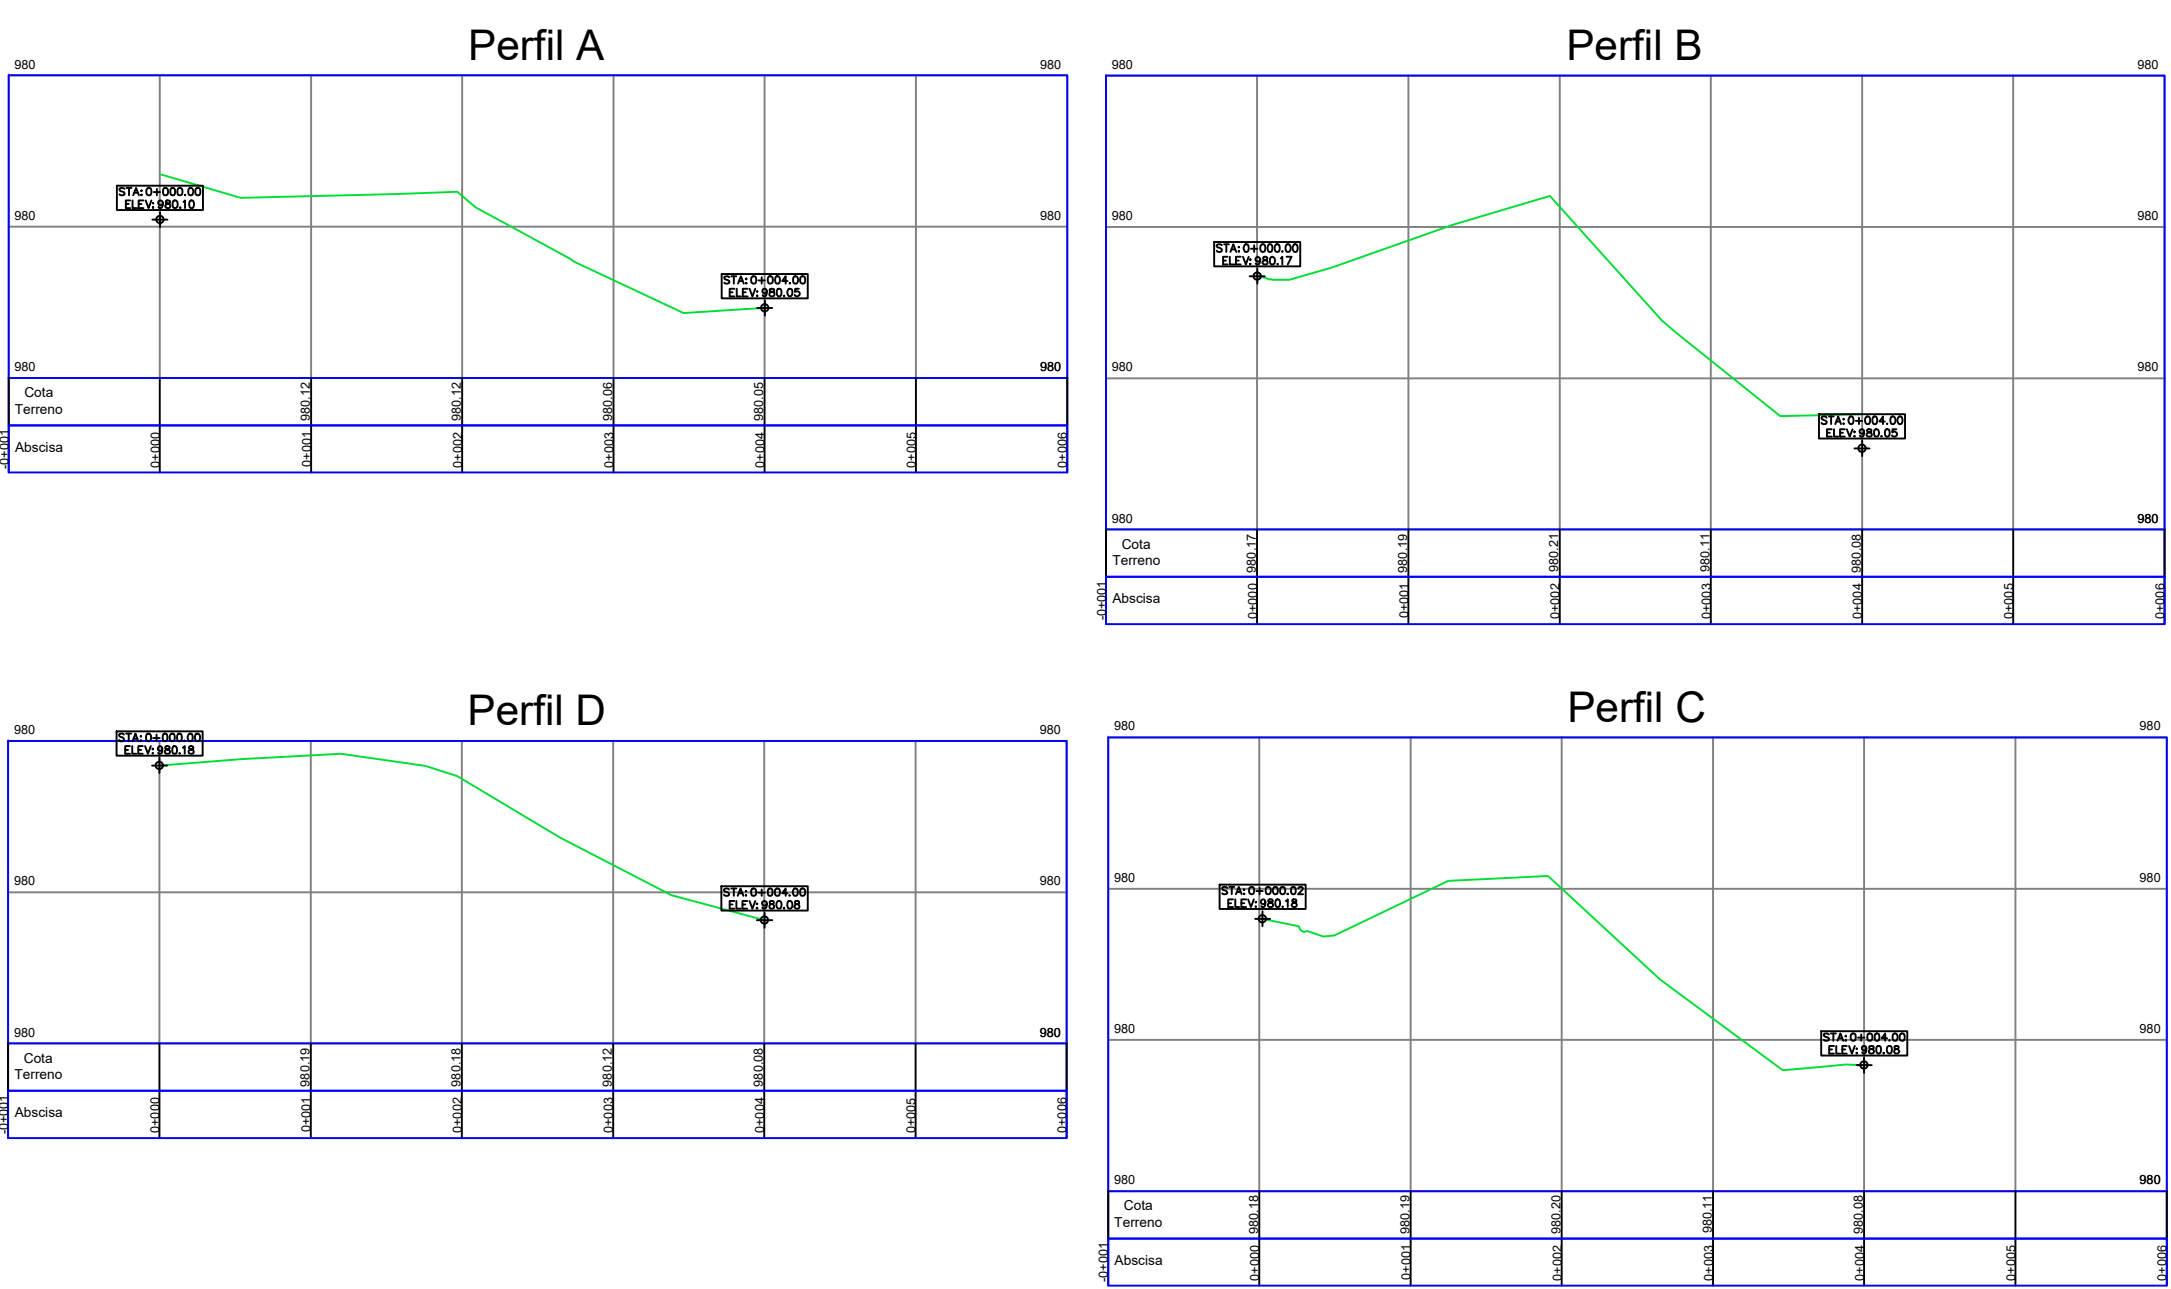 Perfil A
980
980
STA: 0+000.00
ELEV: 980.10
980
980
STA: 0+004.00
ELEV: 980.05
980
980
Cota
Terreno
980.12
980.12
980.06
980.05
Abscisa
-0+001
0+000
0+001
0+002
0+003
0+004
0+005
0+006
Perfil B
980
980
980
980
STA: 0+000.00
ELEV: 980.17
980
980
STA: 0+004.00
ELEV: 980.05
980
980
Cota
Terreno
980.17
980.19
980.21
980.11
980.08
Abscisa
-0+001
0+000
0+001
0+002
0+003
0+004
0+005
0+006
Perfil D
980
980
STA: 0+000.00
ELEV: 980.18
980
980
STA: 0+004.00
ELEV: 980.08
980
980
Cota
Terreno
980.19
980.18
980.12
980.08
Abscisa
-0+001
0+000
0+001
0+002
0+003
0+004
0+005
0+006
Perfil C
980
980
980
980
STA: 0+000.02
ELEV: 980.18
980
980
STA: 0+004.00
ELEV: 980.08
980
980
Cota
Terreno
980.18
980.19
980.20
980.11
980.08
Abscisa
-0+001
0+000
0+001
0+002
0+003
0+004
0+005
0+006